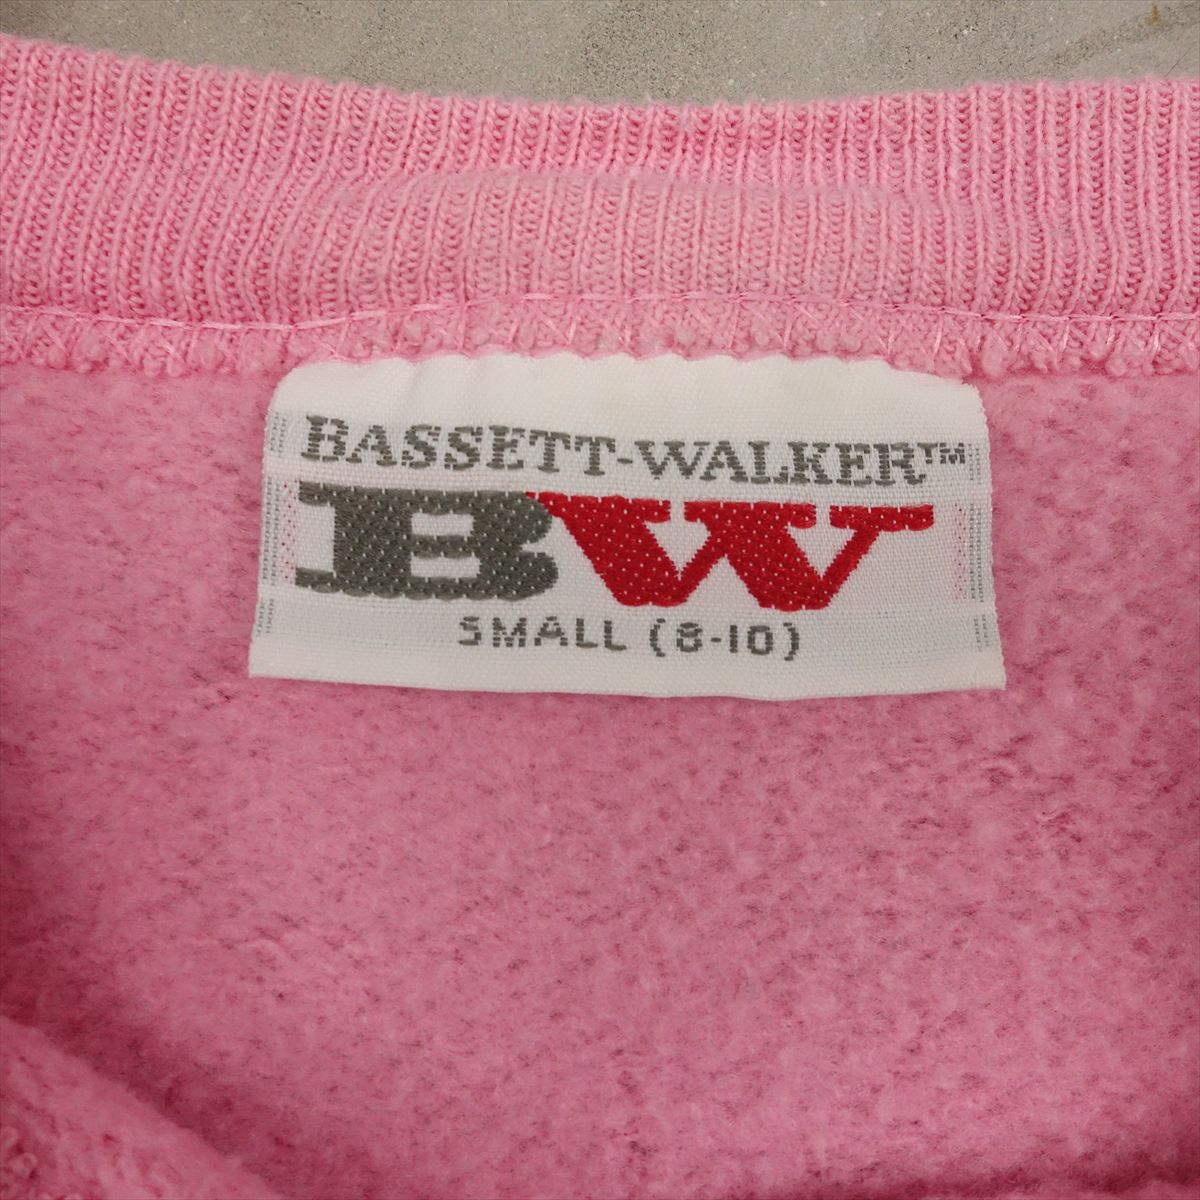 BASSETT-WALKER™
BW
SMALL (8-10)